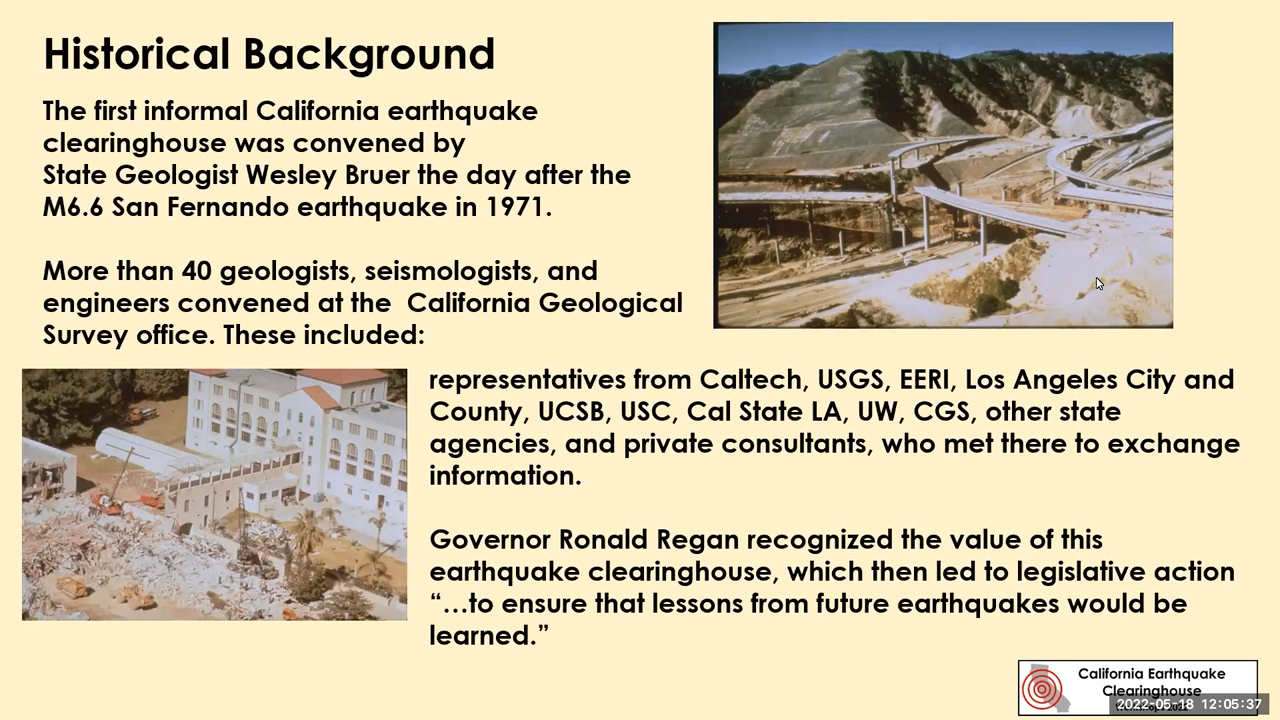 Historical Background
The first informal California earthquake
clearinghouse was convened by
State Geologist Wesley Bruer the day after the
M6.6 San Fernando earthquake in 1971.
More than 40 geologists, seismologists, and
engineers convened at the  California Geological
Survey office. These included:
representatives from Caltech, USGS, EERI, Los Angeles City and
County, UCSB, USC, Cal State LA, UW, CGS, other state
agencies, and private consultants, who met there to exchange
information.
Governor Ronald Regan recognized the value of this
earthquake clearinghouse, which then led to legislative action
“…to ensure that lessons from future earthquakes would be
learned.”
California Earthquake
Clearinghouse
2022-05-18 12:05:37